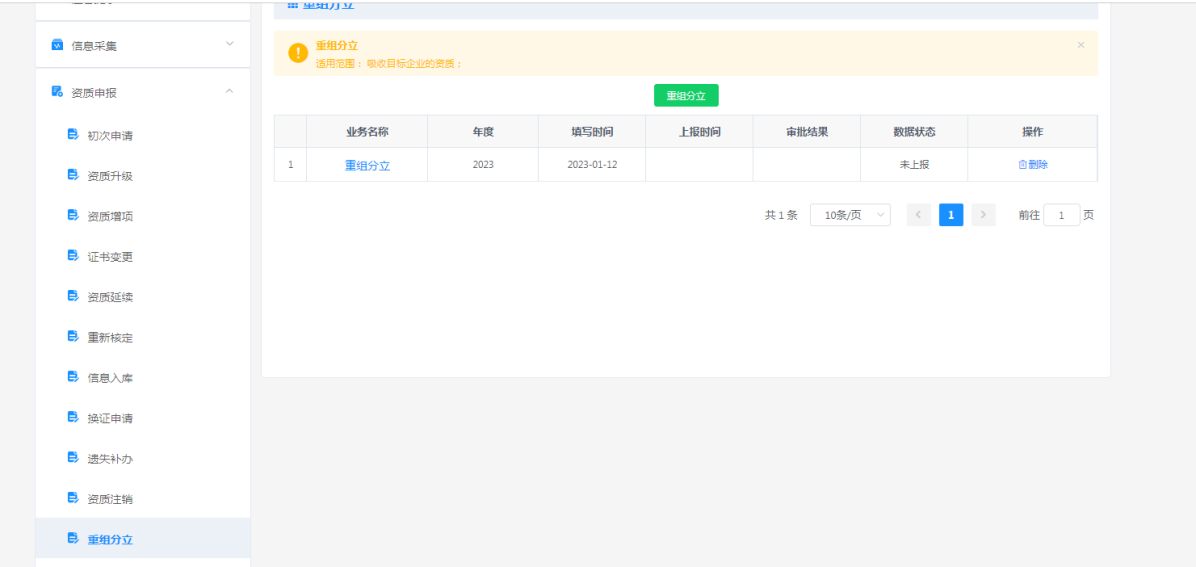 重组分立
信息采集
重组分立
适用范围：吸收目标企业的资质；
资质申报
重组分立
业务名称 年度 填写时间 上报时间 审批结果 数据状态 操作
初次申请
1 重组分立 2023 2023-01-12 未上报 删除
资质升级
资质增项
共 1 条 10条/页 1 前往 1 页
证书变更
资质延续
重新核定
信息入库
换证申请
遗失补办
资质注销
重组分立